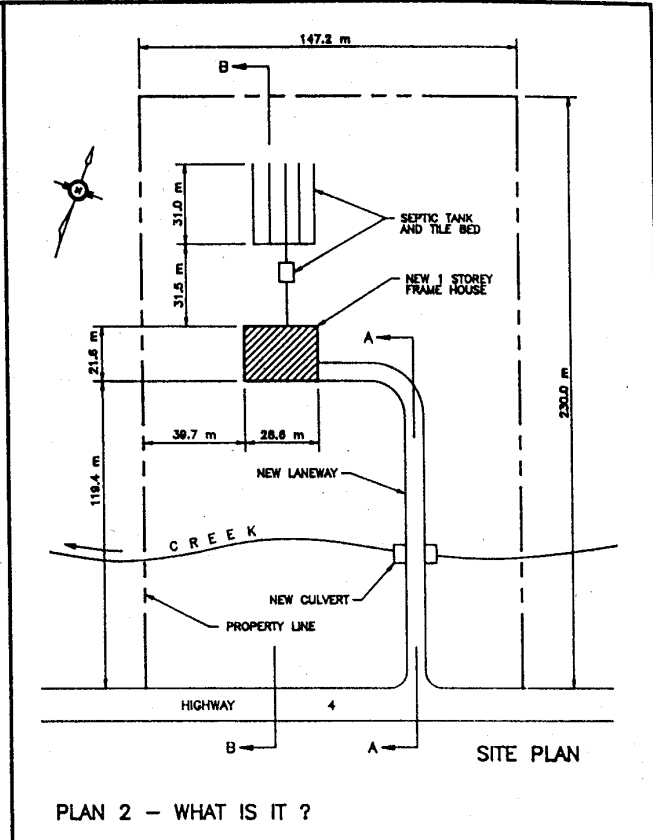 147.2 m
B
31.0 m
SEPTIC TANK
AND TILE BED
31.5 m
NEW 1 STOREY
FRAME HOUSE
A
21.6 m
230.0 m
39.7 m
28.6 m
119.4 m
NEW LANEWAY
CREEK
NEW CULVERT
PROPERTY LINE
HIGHWAY 4
B
A
SITE PLAN
PLAN 2 – WHAT IS IT ?